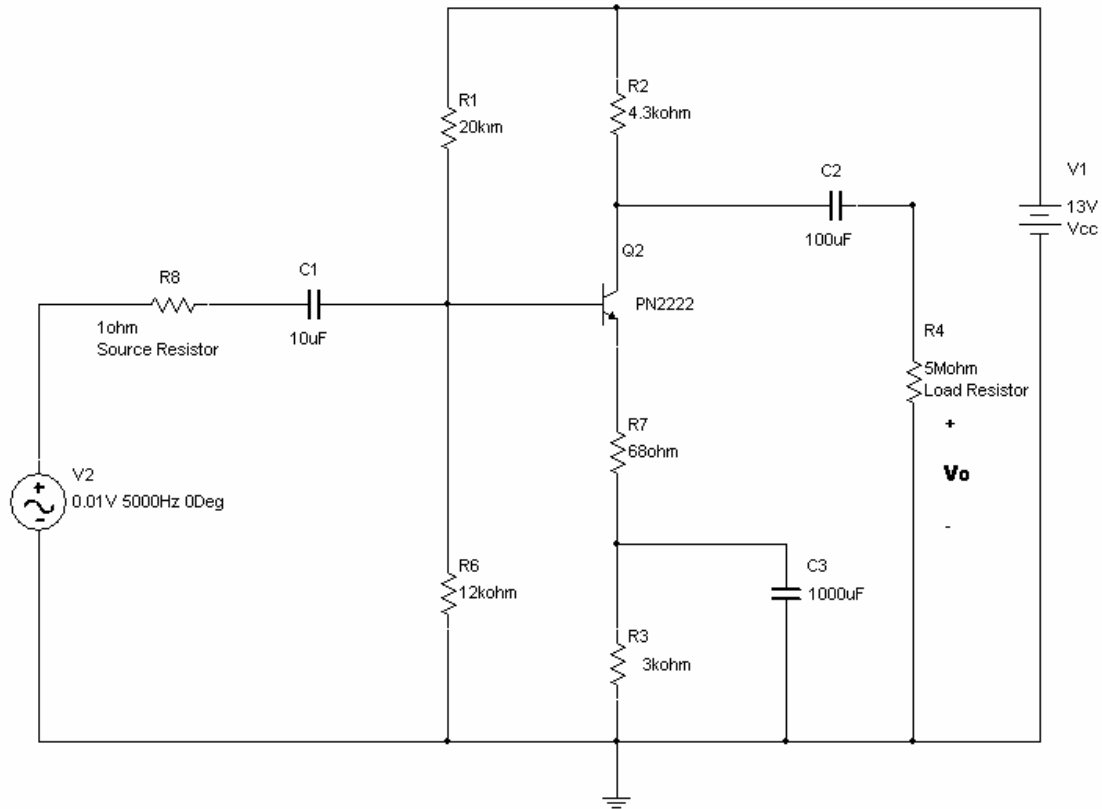 R2
4.3kohm
R1
V1
13V
Vcc
C2
100uF
Q2
PN2222
C1
10uF
R8
1ohm
Source Resistor
R4
5Mohm
Load Resistor
+
Vo
-
R7
68ohm
V2
0.01V 5000Hz 0Deg
R6
12kohm
C3
1000uF
R3
3kohm